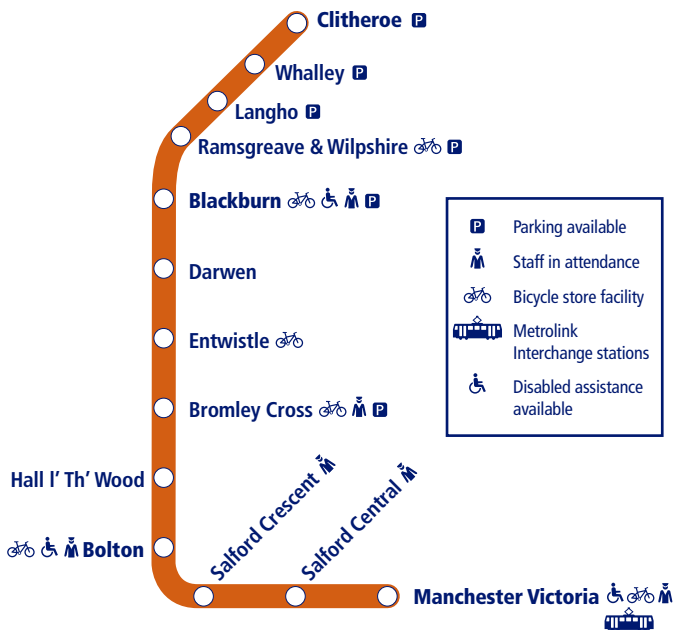 Clitheroe P
Whalley P
Langho P
Ramsgreave & Wilpshire P
Blackburn P
Darwen
Entwistle
Bromley Cross P
Hall l' Th' Wood
Bolton
Salford Crescent
Salford Central
Manchester Victoria
P Parking available
Staff in attendance
Bicycle store facility
Metrolink
Interchange stations
Disabled assistance
available